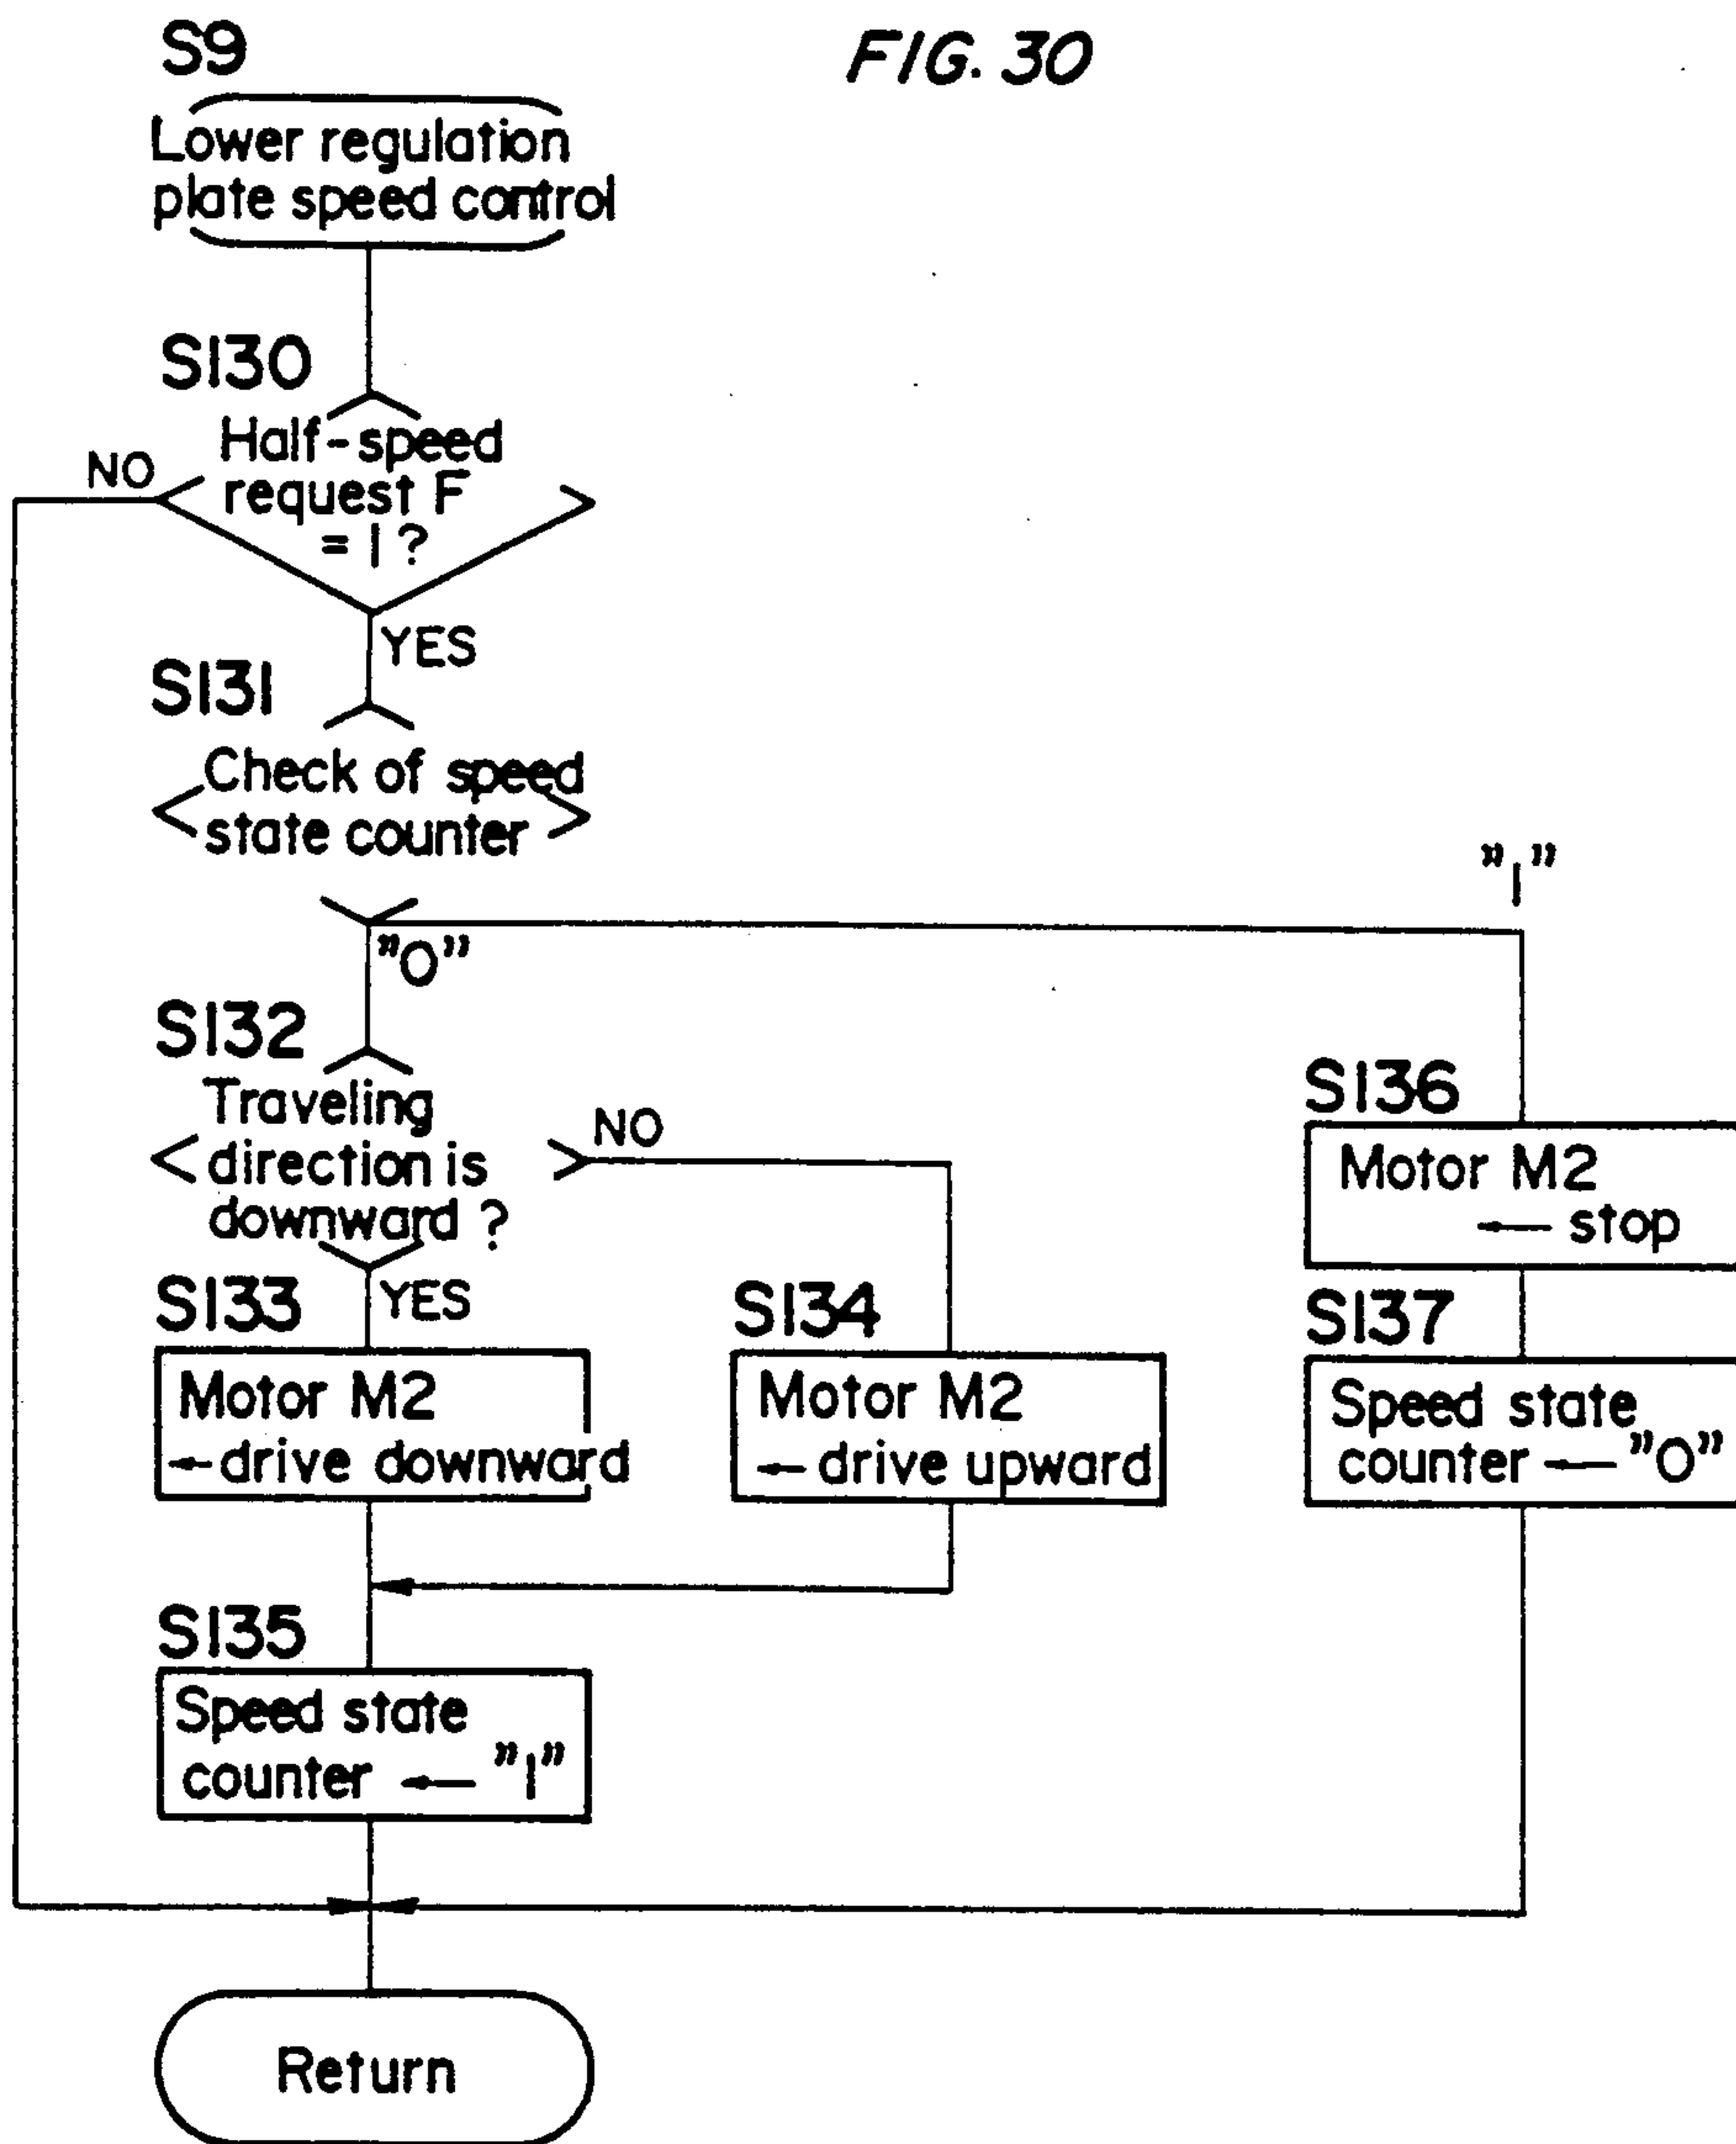 S9
FIG. 30
Lower regulation
plate speed control
S130
Half-speed
request F
= 1 ?
NO
YES
S131
Check of speed
state counter
"0"
"1"
S132
Traveling
direction is
downward ?
NO
YES
S133
Motor M2
← drive downward
S134
Motor M2
← drive upward
S136
Motor M2
← stop
S137
Speed state
counter ← "0"
S135
Speed state
counter ← "1"
Return